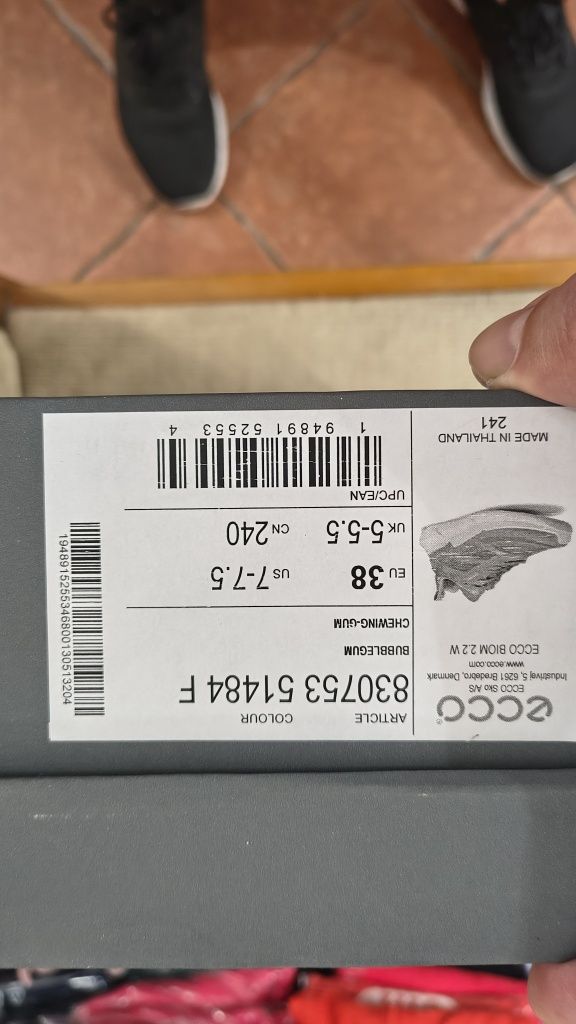 ecco®
ECCO Sko A/S
Industrivej 5, 6261 Bredebro, Denmark
www.ecco.com
ECCO BIOM 2.2 W
MADE IN THAILAND
241
ARTICLE COLOUR
830753 51484 F
BUBBLEGUM
CHEWING-GUM
EU 38 US 7-7.5
UK 5-5.5 CN 240
UPC/EAN
1 94891 52553 4
1948915255346800130513204